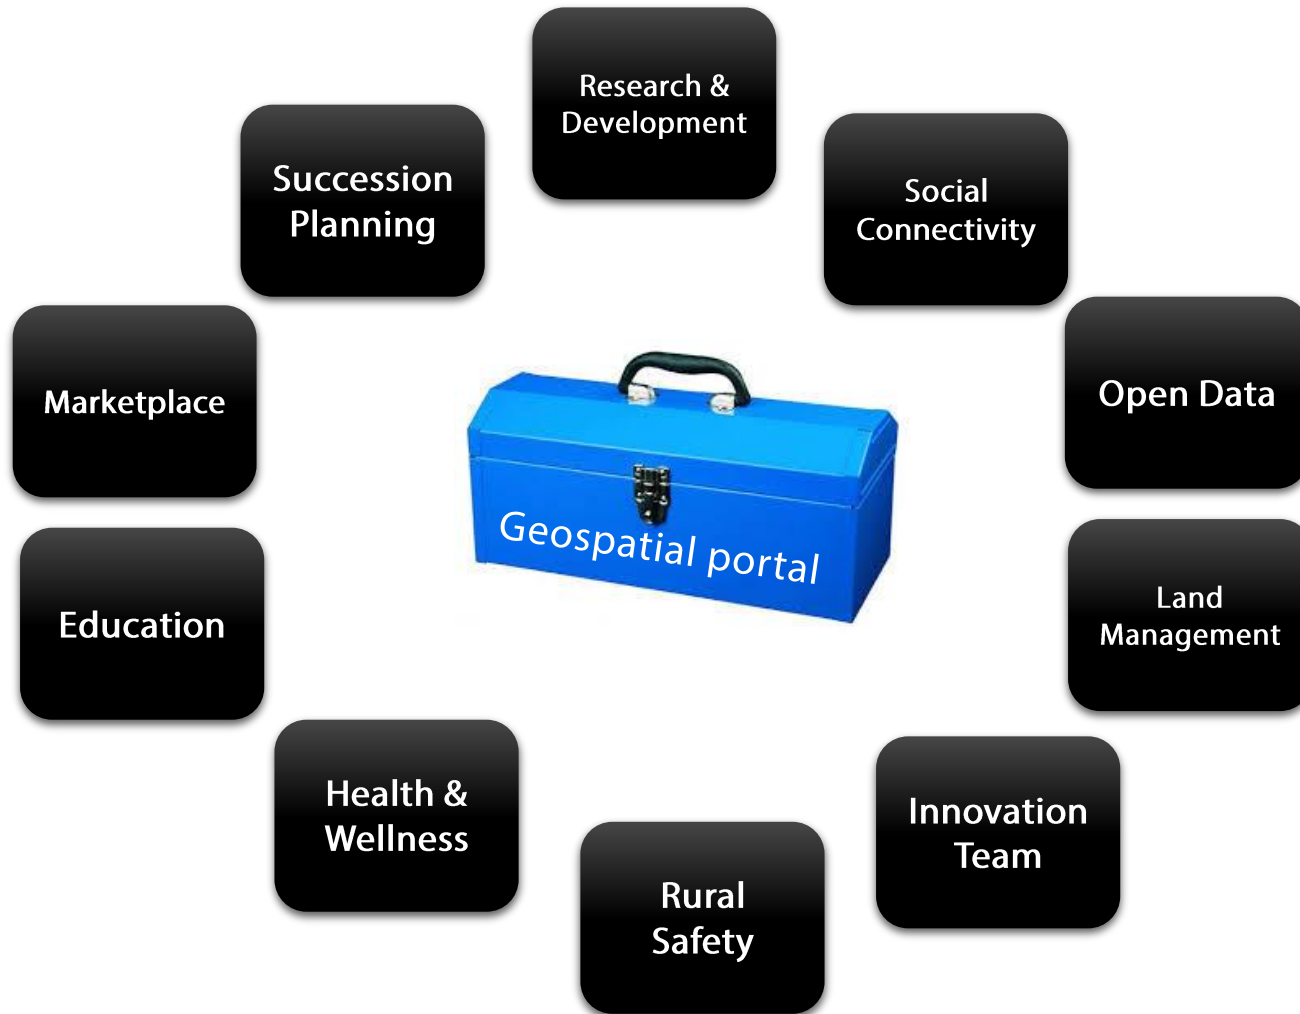 Research &
Development
Succession
Planning
Social
Connectivity
Marketplace
Open Data
Geospatial portal
Education
Land
Management
Health &
Wellness
Innovation
Team
Rural
Safety